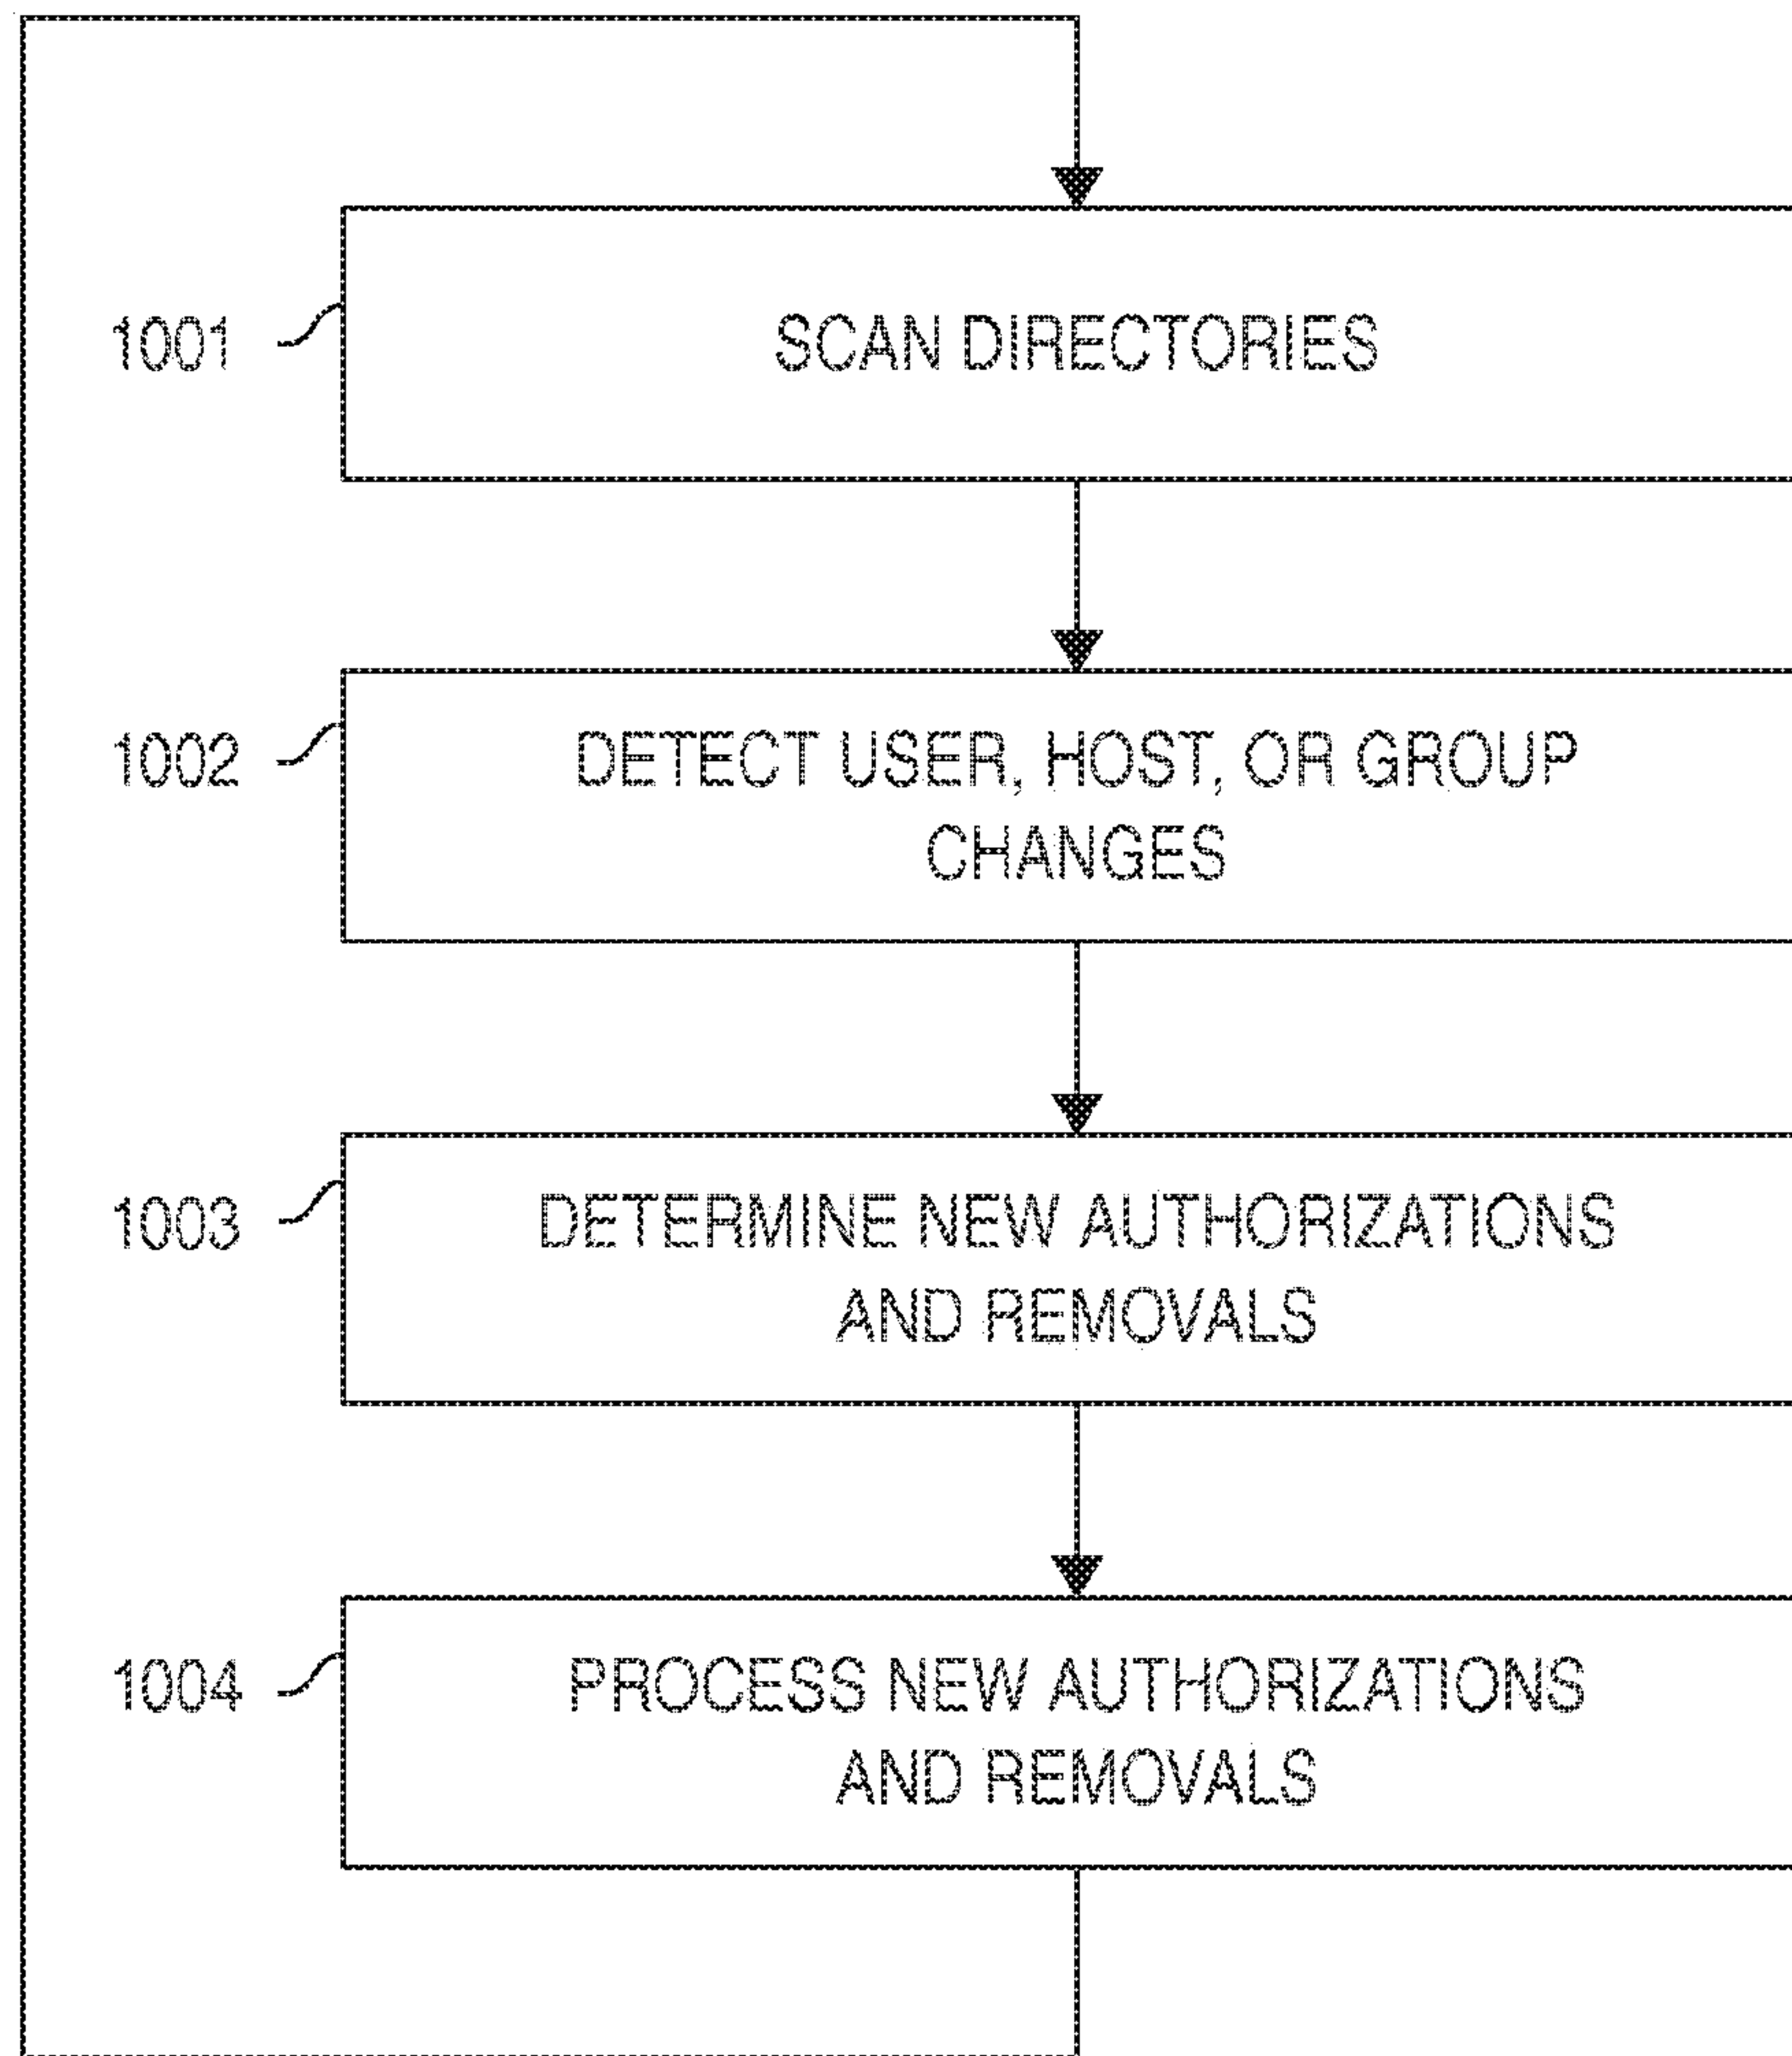 1001
SCAN DIRECTORIES
1002
DETECT USER, HOST, OR GROUP
CHANGES
1003
DETERMINE NEW AUTHORIZATIONS
AND REMOVALS
1004
PROCESS NEW AUTHORIZATIONS
AND REMOVALS